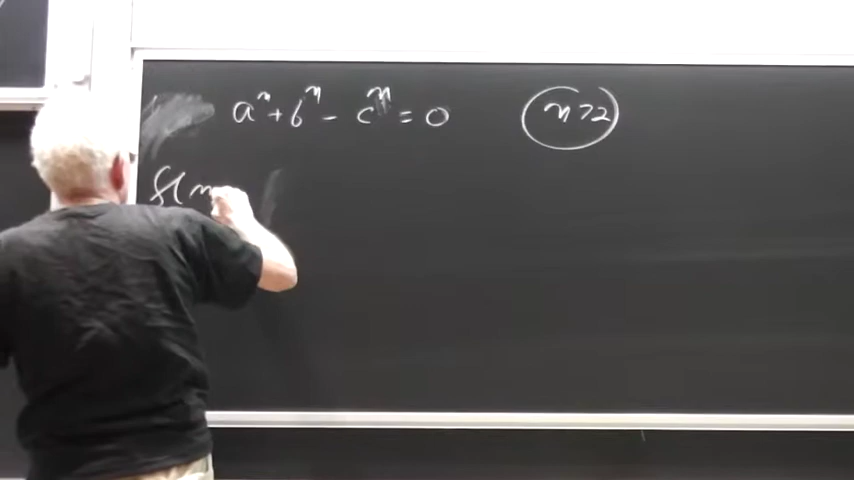 aⁿ + bⁿ - cⁿ = 0 n > 2
f(n